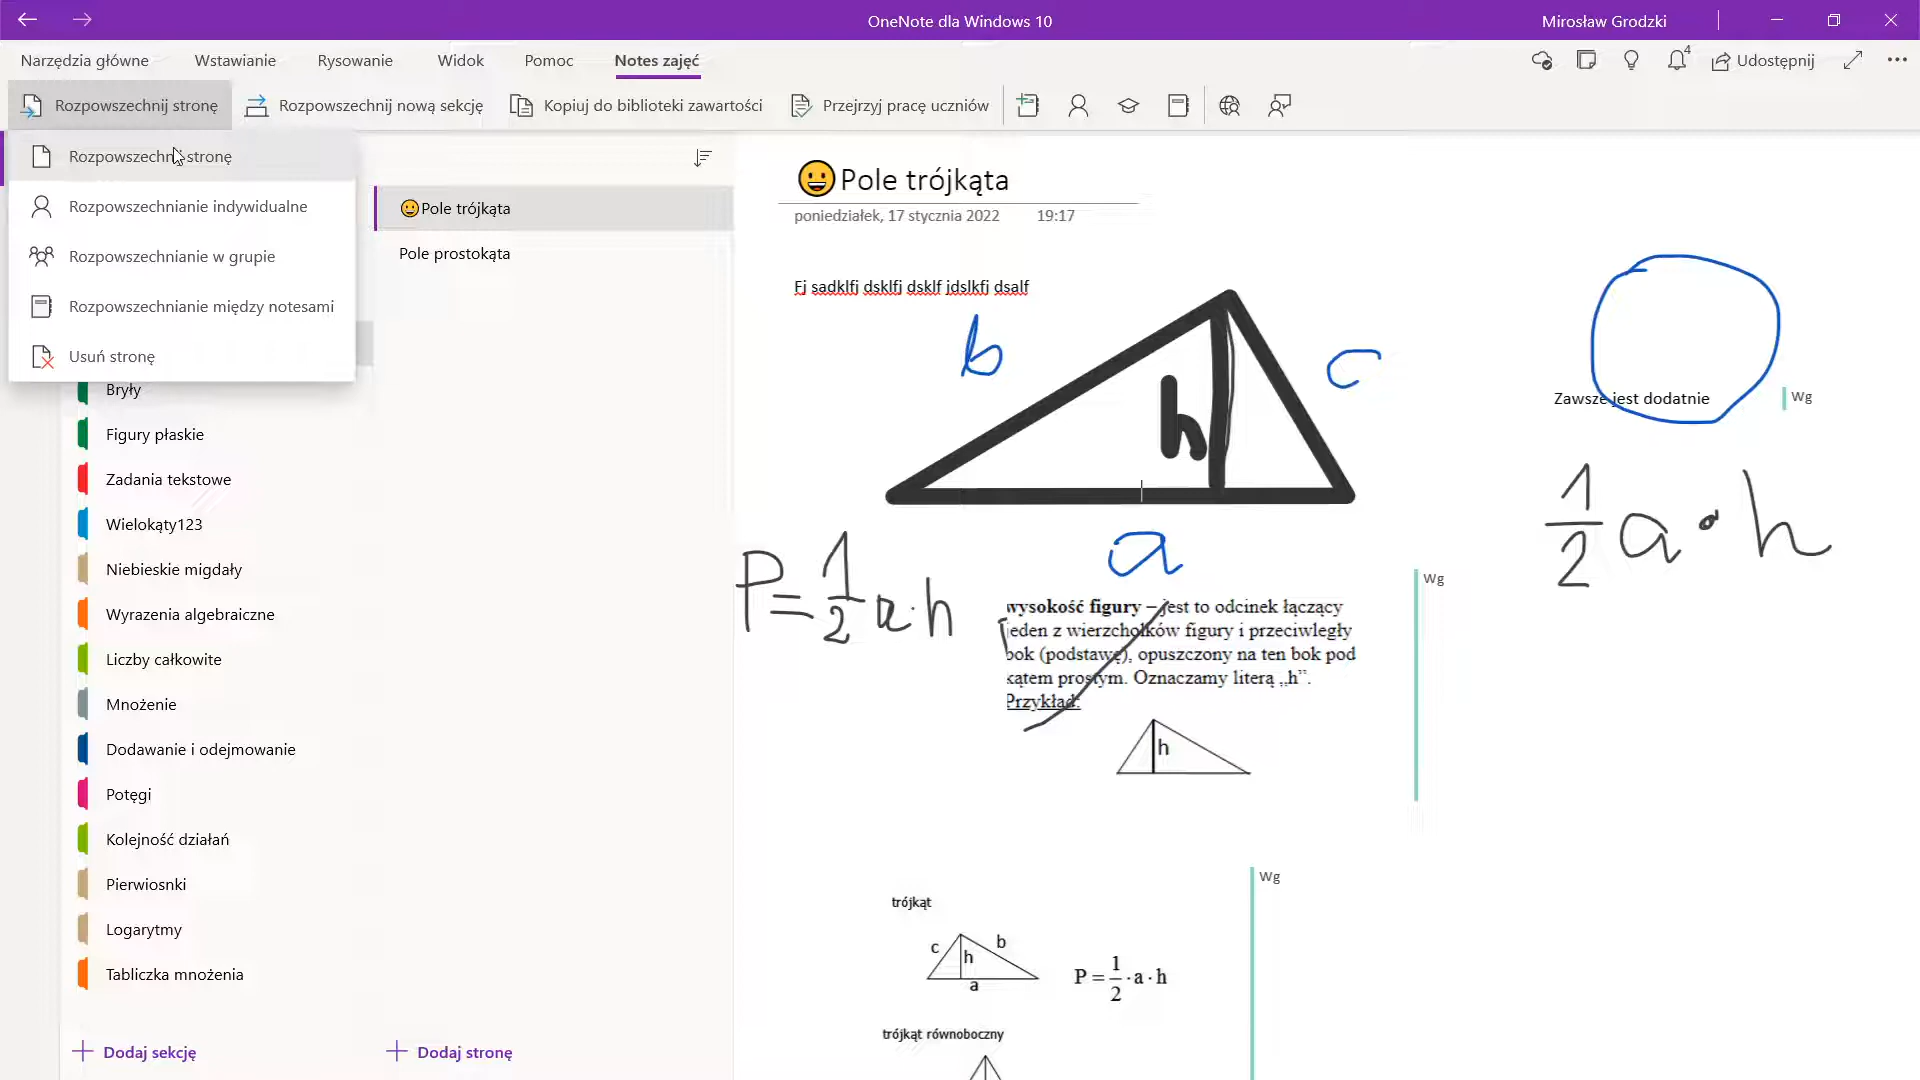 OneNote dla Windows 10
Mirosław Grodzki
Narzędzia główne
Wstawianie
Rysowanie
Widok
Pomoc
Notes zajęć
4
Udostępnij
Rozpowszechnij stronę
Rozpowszechnij nową sekcję
Kopiuj do biblioteki zawartości
Przejrzyj pracę uczniów
Rozpowszechnij stronę
Rozpowszechnianie indywidualne
Rozpowszechnianie w grupie
Rozpowszechnianie między notesami
Usuń stronę
Bryły
Figury płaskie
Zadania tekstowe
Wielokąty123
Niebieskie migdały
Wyrazenia algebraiczne
Liczby całkowite
Mnożenie
Dodawanie i odejmowanie
Potęgi
Kolejność działań
Pierwiosnki
Logarytmy
Tabliczka mnożenia
Dodaj sekcję
😀Pole trójkąta
Pole prostokąta
Dodaj stronę
😀Pole trójkąta
poniedziałek, 17 stycznia 2022 19:17
Fj sadklfj dsklfj dsklf jdslkfj dsalf
b
c
h
a
P=1/2 a·h
Zawsze jest dodatnie
Wg
1/2 a·h
Wg
wysokość figury – jest to odcinek łączący
jeden z wierzchołków figury i przeciwległy
bok (podstawę), opuszczony na ten bok pod
kątem prostym. Oznaczamy literą „h”.
Przykład:
h
Wg
trójkąt
c
b
h
a
P = 1/2 · a · h
trójkąt równoboczny